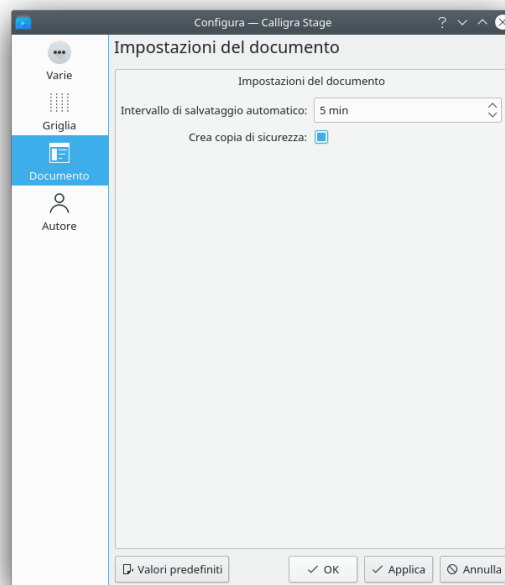 Configura — Calligra Stage
Varie
Griglia
Documento
Autore
Impostazioni del documento
Impostazioni del documento
Intervallo di salvataggio automatico: 5 min
Crea copia di sicurezza:
Valori predefiniti
OK
Applica
Annulla